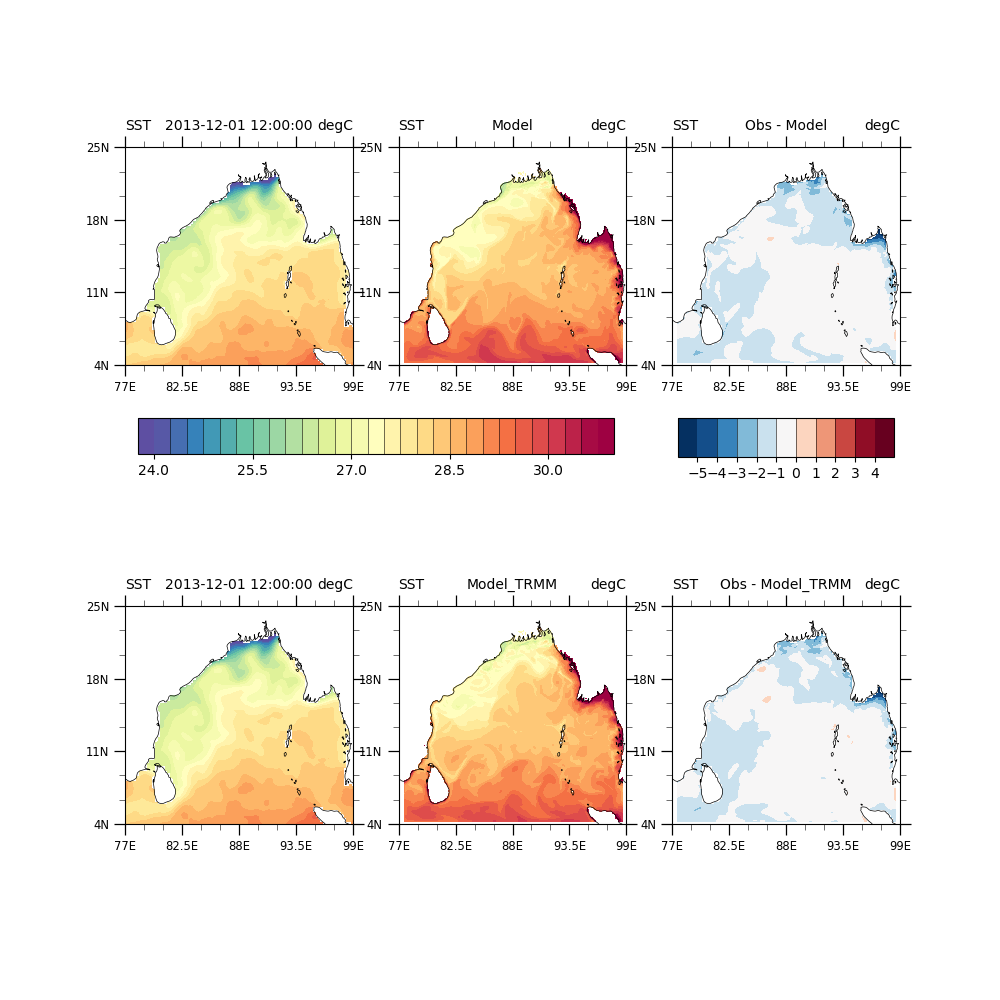 SST 2013-12-01 12:00:00 degC SST Model degC SST Obs - Model degC
25N 25N 25N
18N 18N 18N
11N 11N 11N
4N 4N 4N
77E 82.5E 88E 93.5E 99E 77E 82.5E 88E 93.5E 99E 77E 82.5E 88E 93.5E 99E
24.0 25.5 27.0 28.5 30.0 −5 −4 −3 −2 −1 0 1 2 3 4
SST 2013-12-01 12:00:00 degC SST Model_TRMM degC SST Obs - Model_TRMM degC
25N 25N 25N
18N 18N 18N
11N 11N 11N
4N 4N 4N
77E 82.5E 88E 93.5E 99E 77E 82.5E 88E 93.5E 99E 77E 82.5E 88E 93.5E 99E